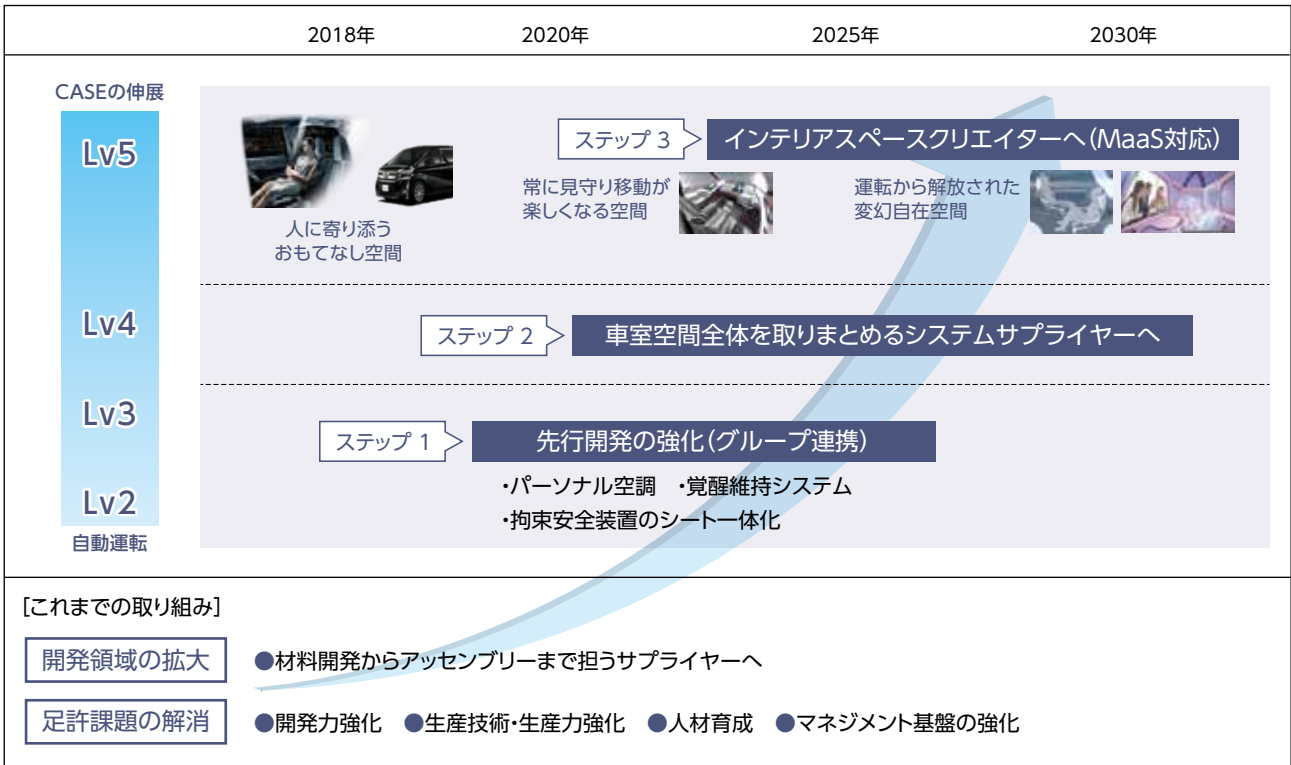 2018年 2020年 2025年 2030年
CASEの伸展
Lv5
Lv4
Lv3
Lv2
自動運転
ステップ 3
インテリアスペースクリエイターへ(MaaS対応)
人に寄り添う
おもてなし空間
常に見守り移動が
楽しくなる空間
運転から解放された
変幻自在空間
ステップ 2
車室空間全体を取りまとめるシステムサプライヤーへ
ステップ 1
先行開発の強化(グループ連携)
・パーソナル空調 ・覚醒維持システム
・拘束安全装置のシート一体化
[これまでの取り組み]
開発領域の拡大
●材料開発からアッセンブリーまで担うサプライヤーへ
足許課題の解消
●開発力強化 ●生産技術・生産力強化 ●人材育成 ●マネジメント基盤の強化